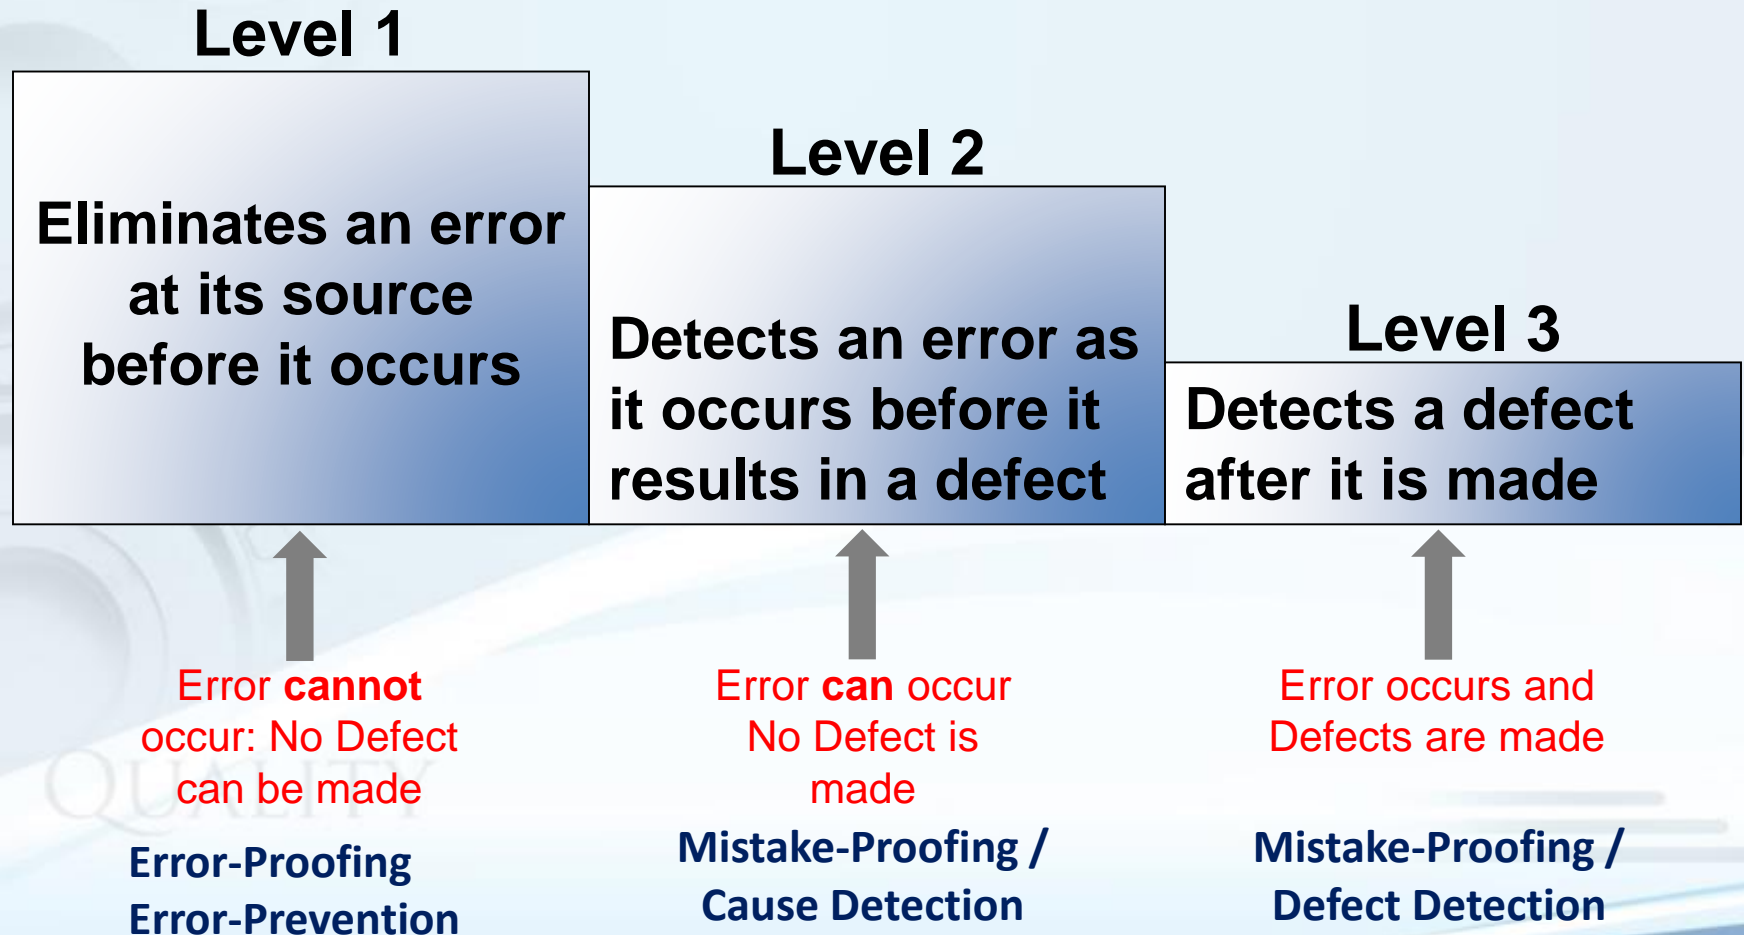 Level 1
Eliminates an error
at its source
before it occurs
Level 2
Detects an error as
it occurs before it
results in a defect
Level 3
Detects a defect
after it is made
Error cannot
occur: No Defect
can be made
Error can occur
No Defect is
made
Error occurs and
Defects are made
QUALITY
Error-Proofing
Error-Prevention
Mistake-Proofing /
Cause Detection
Mistake-Proofing /
Defect Detection